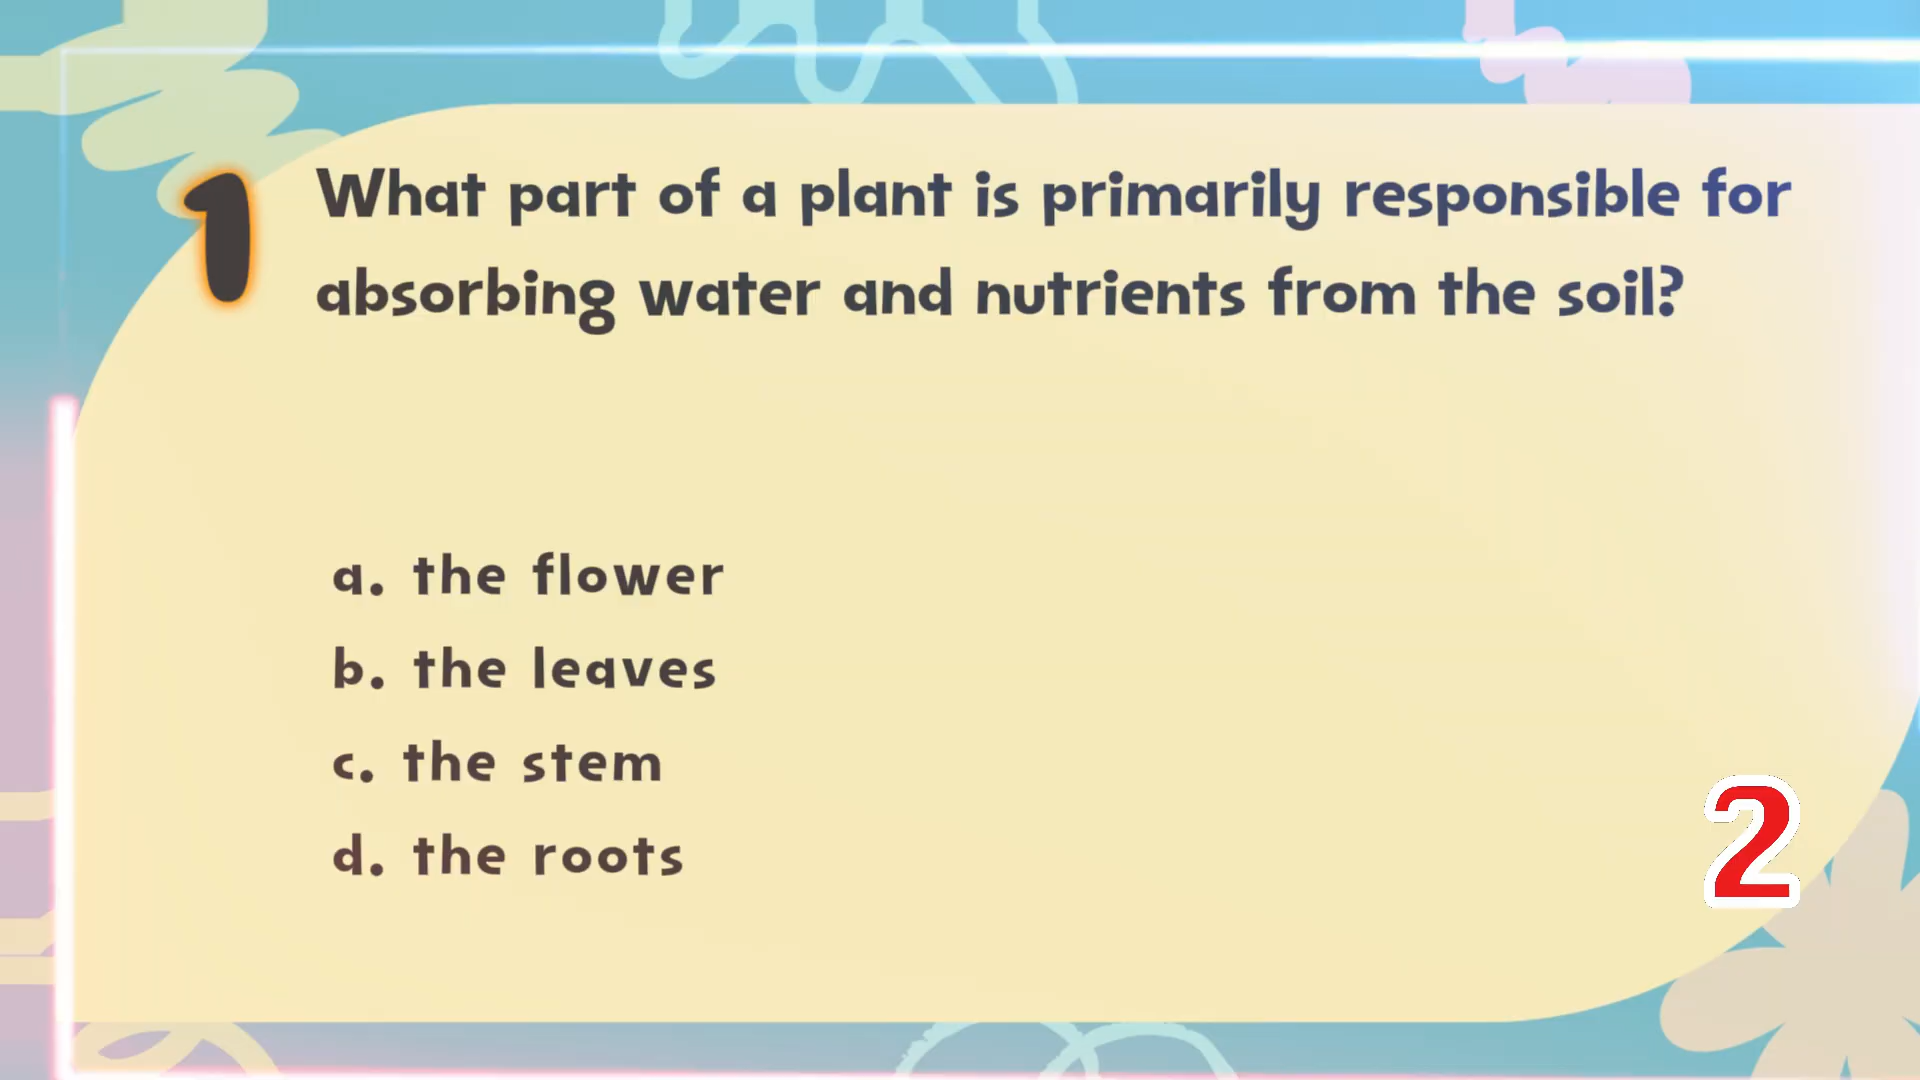 1
What part of a plant is primarily responsible for
absorbing water and nutrients from the soil?
a. the flower
b. the leaves
c. the stem
d. the roots
2